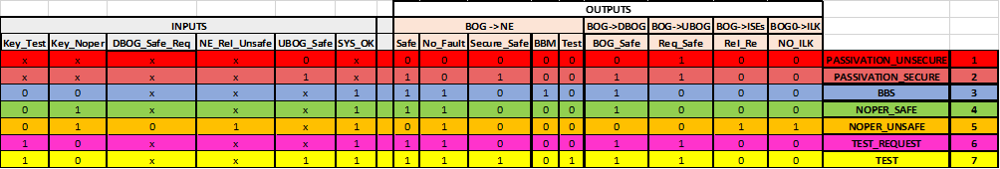 OUTPUTS
INPUTS BOG ->NE BOG->DBOG BOG->UBOG BOG->ISEs BOG0->ILK
Key_Test Key_Noper DBOG_Safe_Req NE_Rel_Unsafe UBOG_Safe SYS_OK Safe No_Fault Secure_Safe BBM Test BOG_Safe Req_Safe Rel_Re NO_ILK
x x x x 0 x 0 0 0 0 0 0 1 0 0 PASSIVATION_UNSECURE 1
x x x x 1 x 1 0 1 0 0 1 1 0 0 PASSIVATION_SECURE 2
0 0 x x x 1 1 1 0 1 0 1 0 0 0 BBS 3
0 1 x x x 1 1 1 0 0 0 1 0 0 0 NOPER_SAFE 4
0 1 0 1 x 1 0 1 0 0 0 0 0 1 1 NOPER_UNSAFE 5
1 0 x x x 1 1 1 0 0 0 1 1 0 0 TEST_REQUEST 6
1 0 x x 1 1 1 1 0 0 1 1 1 0 0 TEST 7